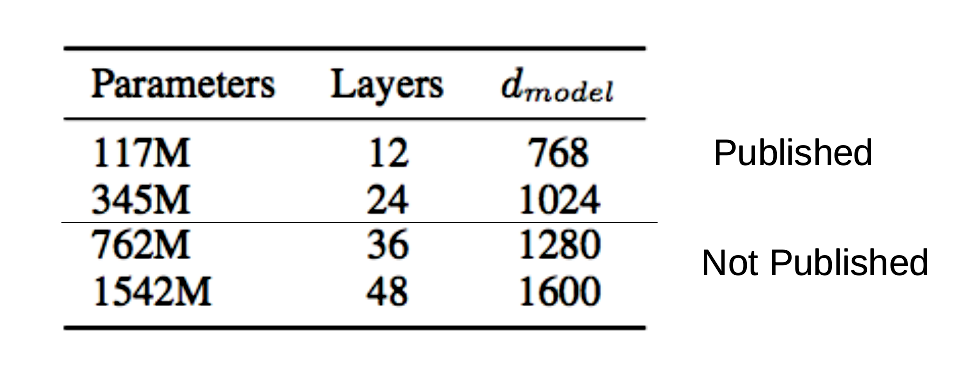 Parameters Layers d_model
117M 12 768 Published
345M 24 1024
762M 36 1280 Not Published
1542M 48 1600